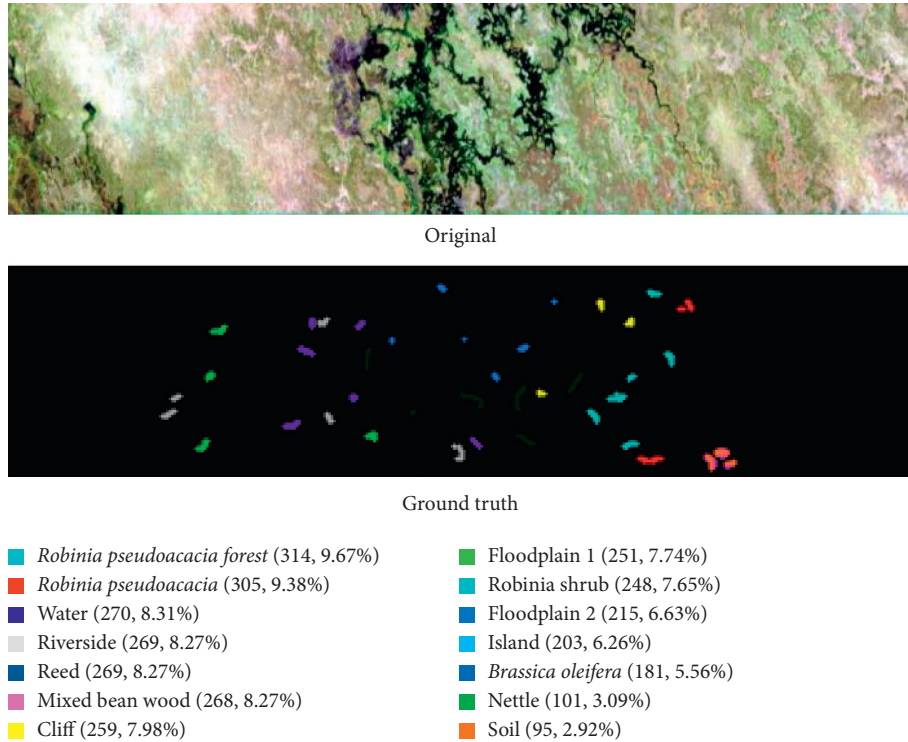 Original
Ground truth
Robinia pseudoacacia forest (314, 9.67%)
Robinia pseudoacacia (305, 9.38%)
Water (270, 8.31%)
Riverside (269, 8.27%)
Reed (269, 8.27%)
Mixed bean wood (268, 8.27%)
Cliff (259, 7.98%)
Floodplain 1 (251, 7.74%)
Robinia shrub (248, 7.65%)
Floodplain 2 (215, 6.63%)
Island (203, 6.26%)
Brassica oleifera (181, 5.56%)
Nettle (101, 3.09%)
Soil (95, 2.92%)